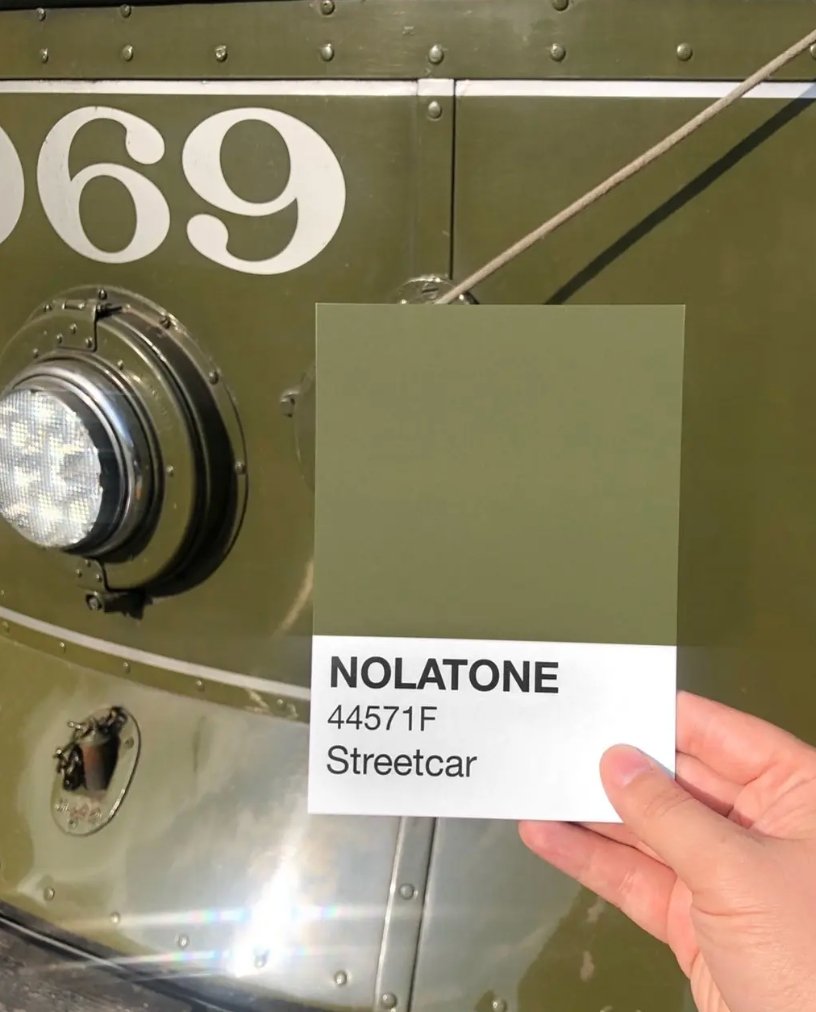 69
NOLATONE
44571F
Streetcar